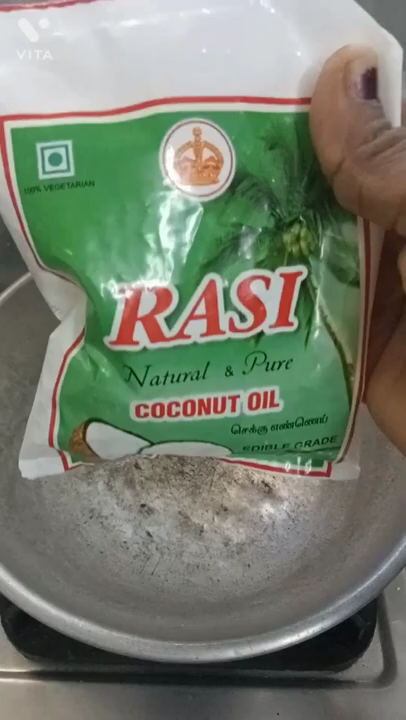 VITA
100% VEGETARIAN
RASI
Natural & Pure
COCONUT OIL
செக்கு எண்ணெய்
EDIBLE GRADE